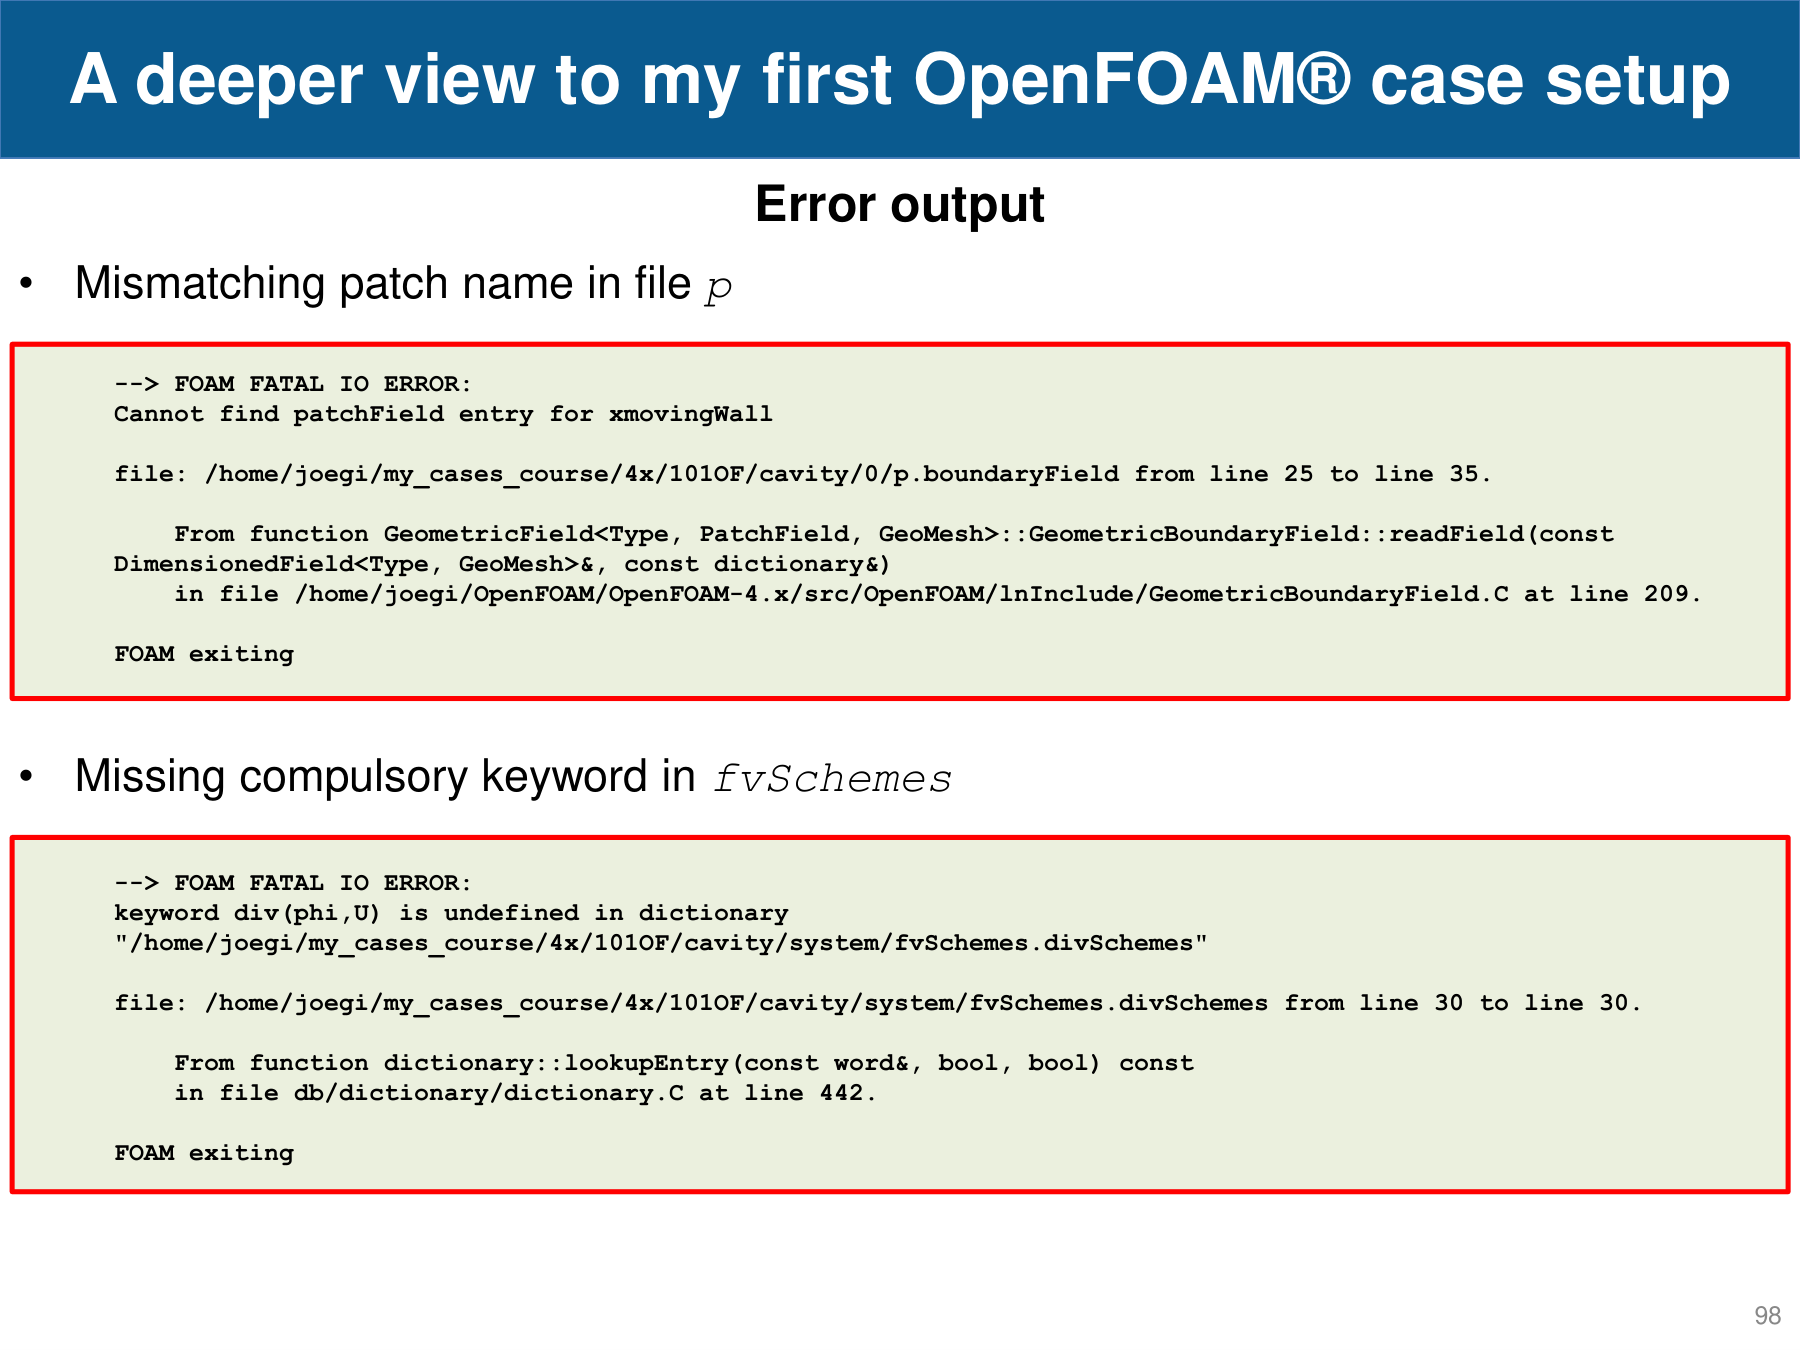 A deeper view to my first OpenFOAM® case setup
Error output
• Mismatching patch name in file p
--> FOAM FATAL IO ERROR:
Cannot find patchField entry for xmovingWall
file: /home/joegi/my_cases_course/4x/101OF/cavity/0/p.boundaryField from line 25 to line 35.
From function GeometricField<Type, PatchField, GeoMesh>::GeometricBoundaryField::readField(const
DimensionedField<Type, GeoMesh>&, const dictionary&)
in file /home/joegi/OpenFOAM/OpenFOAM-4.x/src/OpenFOAM/lnInclude/GeometricBoundaryField.C at line 209.
FOAM exiting
• Missing compulsory keyword in fvSchemes
--> FOAM FATAL IO ERROR:
keyword div(phi,U) is undefined in dictionary
"/home/joegi/my_cases_course/4x/101OF/cavity/system/fvSchemes.divSchemes"
file: /home/joegi/my_cases_course/4x/101OF/cavity/system/fvSchemes.divSchemes from line 30 to line 30.
From function dictionary::lookupEntry(const word&, bool, bool) const
in file db/dictionary/dictionary.C at line 442.
FOAM exiting
98